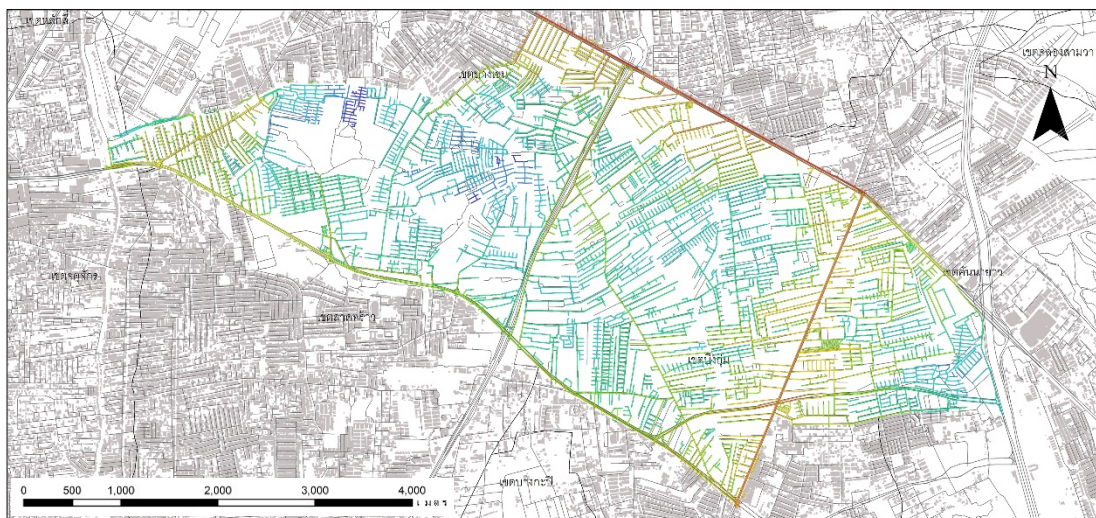 เขตหลักสี่
เขตคลองสามวา
เขตบางเขน
N
เขตจตุจักร
เขตคันนายาว
เขตลาดพร้าว
เขตบึงกุ่ม
เขตบางกะปิ
0 500 1,000 2,000 3,000 4,000
เมตร